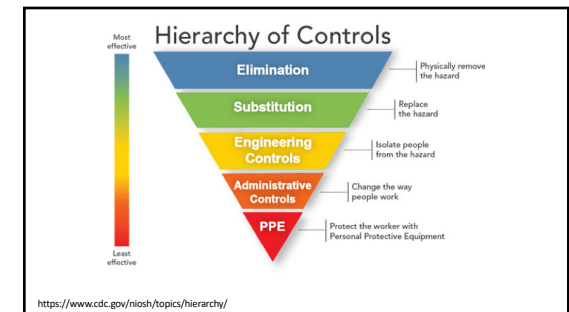 Hierarchy of Controls
Most
effective
Elimination
Physically remove
the hazard
Substitution
Replace
the hazard
Engineering
Controls
Isolate people
from the hazard
Administrative
Controls
Change the way
people work
PPE
Protect the worker with
Personal Protective Equipment
Least
effective
https://www.cdc.gov/niosh/topics/hierarchy/